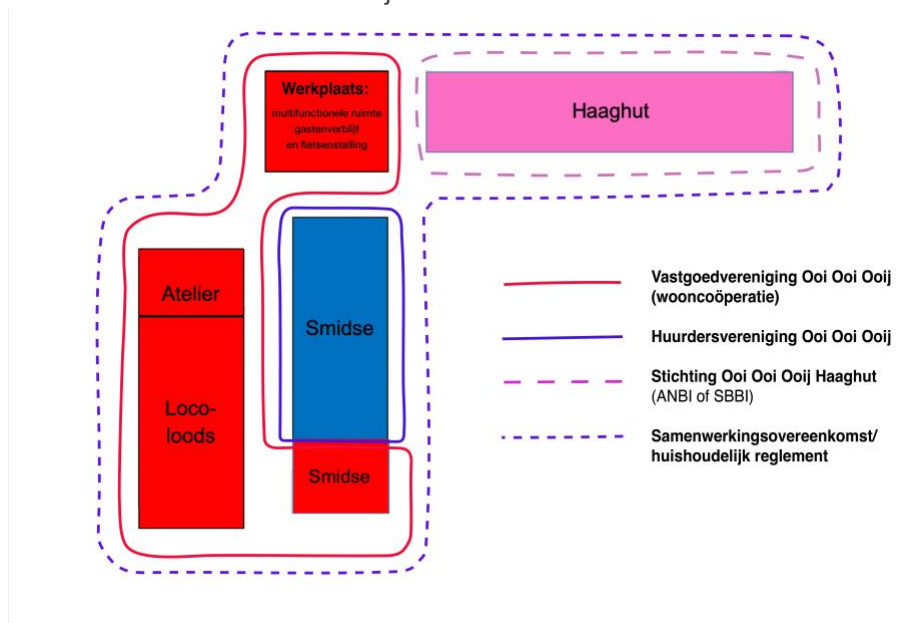 Werkplaats:
multifunctionele ruimte
gastenverblijf
en fietsenstalling
Haaghut
Atelier
Loco-
loods
Smidse
Smidse
Vastgoedvereniging Ooi Ooi Ooij
(wooncoöperatie)
Huurdersvereniging Ooi Ooi Ooij
Stichting Ooi Ooi Ooij Haaghut
(ANBI of SBBI)
Samenwerkingsovereenkomst/
huishoudelijk reglement